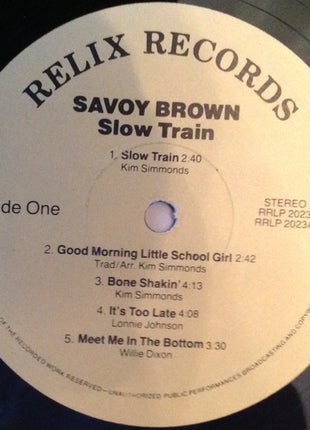 RELIX RECORDS
SAVOY BROWN
Slow Train
1. Slow Train 2:40
Kim Simmonds
de One
STEREO
RRLP 2023
RRLP 2023A
2. Good Morning Little School Girl 2:42
Trad/Arr. Kim Simmonds
3. Bone Shakin' 4:13
Kim Simmonds
4. It's Too Late 4:08
Lonnie Johnson
5. Meet Me In The Bottom 3:30
Willie Dixon
OF THE RECORDED WORK RESERVED—UNAUTHORIZED PUBLIC PERFORMANCES BROADCASTING AND COPYING